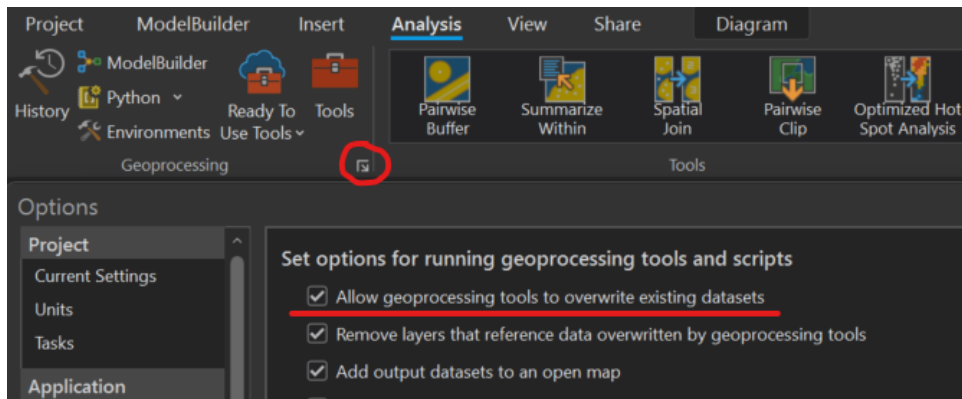 Project ModelBuilder Insert Analysis View Share Diagram
History
ModelBuilder
Python
Environments
Ready To
Use Tools
Tools
Geoprocessing
Pairwise
Buffer
Summarize
Within
Spatial
Join
Pairwise
Clip
Optimized Hot
Spot Analysis
Tools
Options
Project
Current Settings
Units
Tasks
Application
Set options for running geoprocessing tools and scripts
Allow geoprocessing tools to overwrite existing datasets
Remove layers that reference data overwritten by geoprocessing tools
Add output datasets to an open map